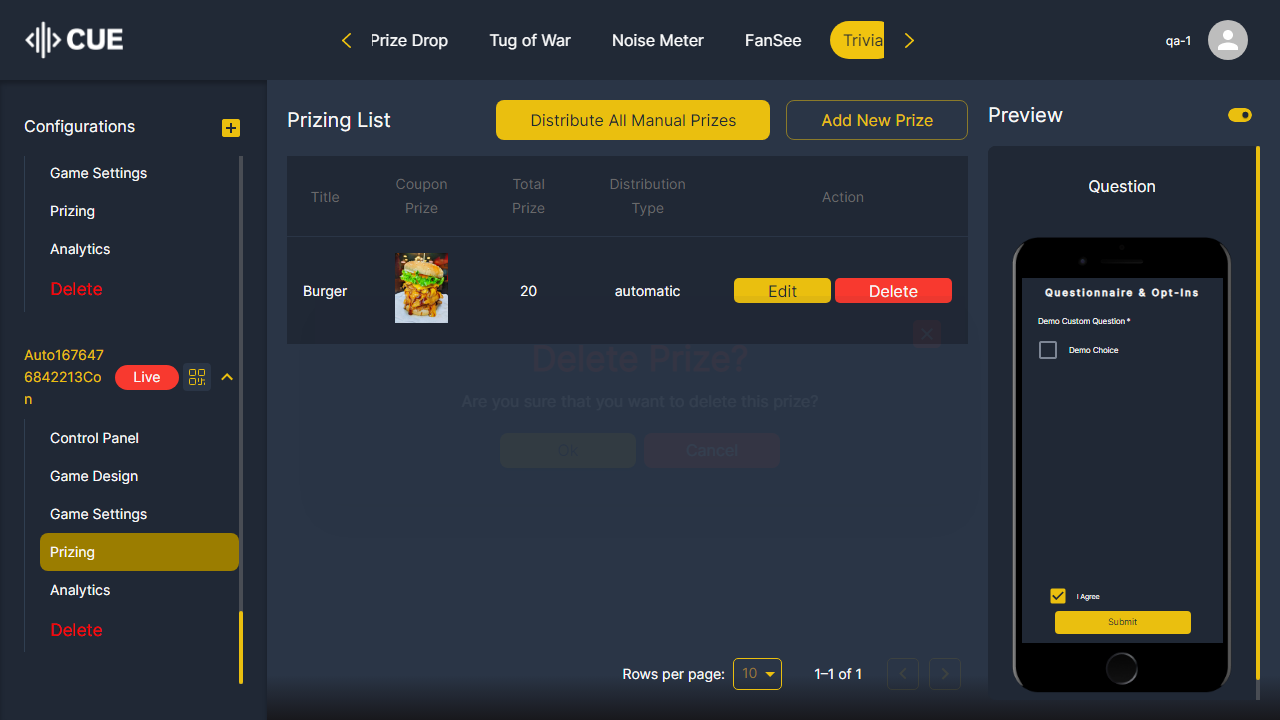 CUE
Prize Drop
Tug of War
Noise Meter
FanSee
Trivia
qa-1
Configurations
Game Settings
Prizing
Analytics
Delete
Auto167647
6842213Co
n
Live
Control Panel
Game Design
Game Settings
Prizing
Analytics
Delete
Prizing List
Distribute All Manual Prizes
Add New Prize
Title
Coupon
Prize
Total
Prize
Distribution
Type
Action
Burger
20
automatic
Edit
Delete
Delete Prize?
Are you sure that you want to delete this prize?
Ok
Cancel
Rows per page:
10
1–1 of 1
Preview
Question
Questionnaire & Opt-Ins
Demo Custom Question *
Demo Choice
I Agree
Submit